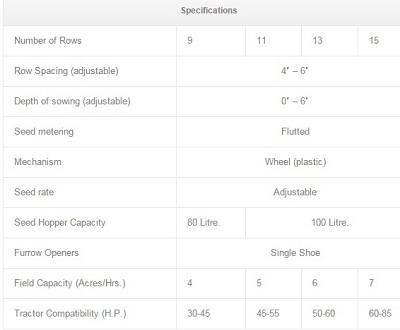 Specifications
Number of Rows 9 11 13 15
Row Spacing (adjustable) 4" – 6"
Depth of sowing (adjustable) 0" – 6"
Seed metering Flutted
Mechanism Wheel (plastic)
Seed rate Adjustable
Seed Hopper Capacity 80 Litre. 100 Litre.
Furrow Openers Single Shoe
Field Capacity (Acres/Hrs.) 4 5 6 7
Tractor Compatibility (H.P.) 30-45 45-55 50-60 60-85